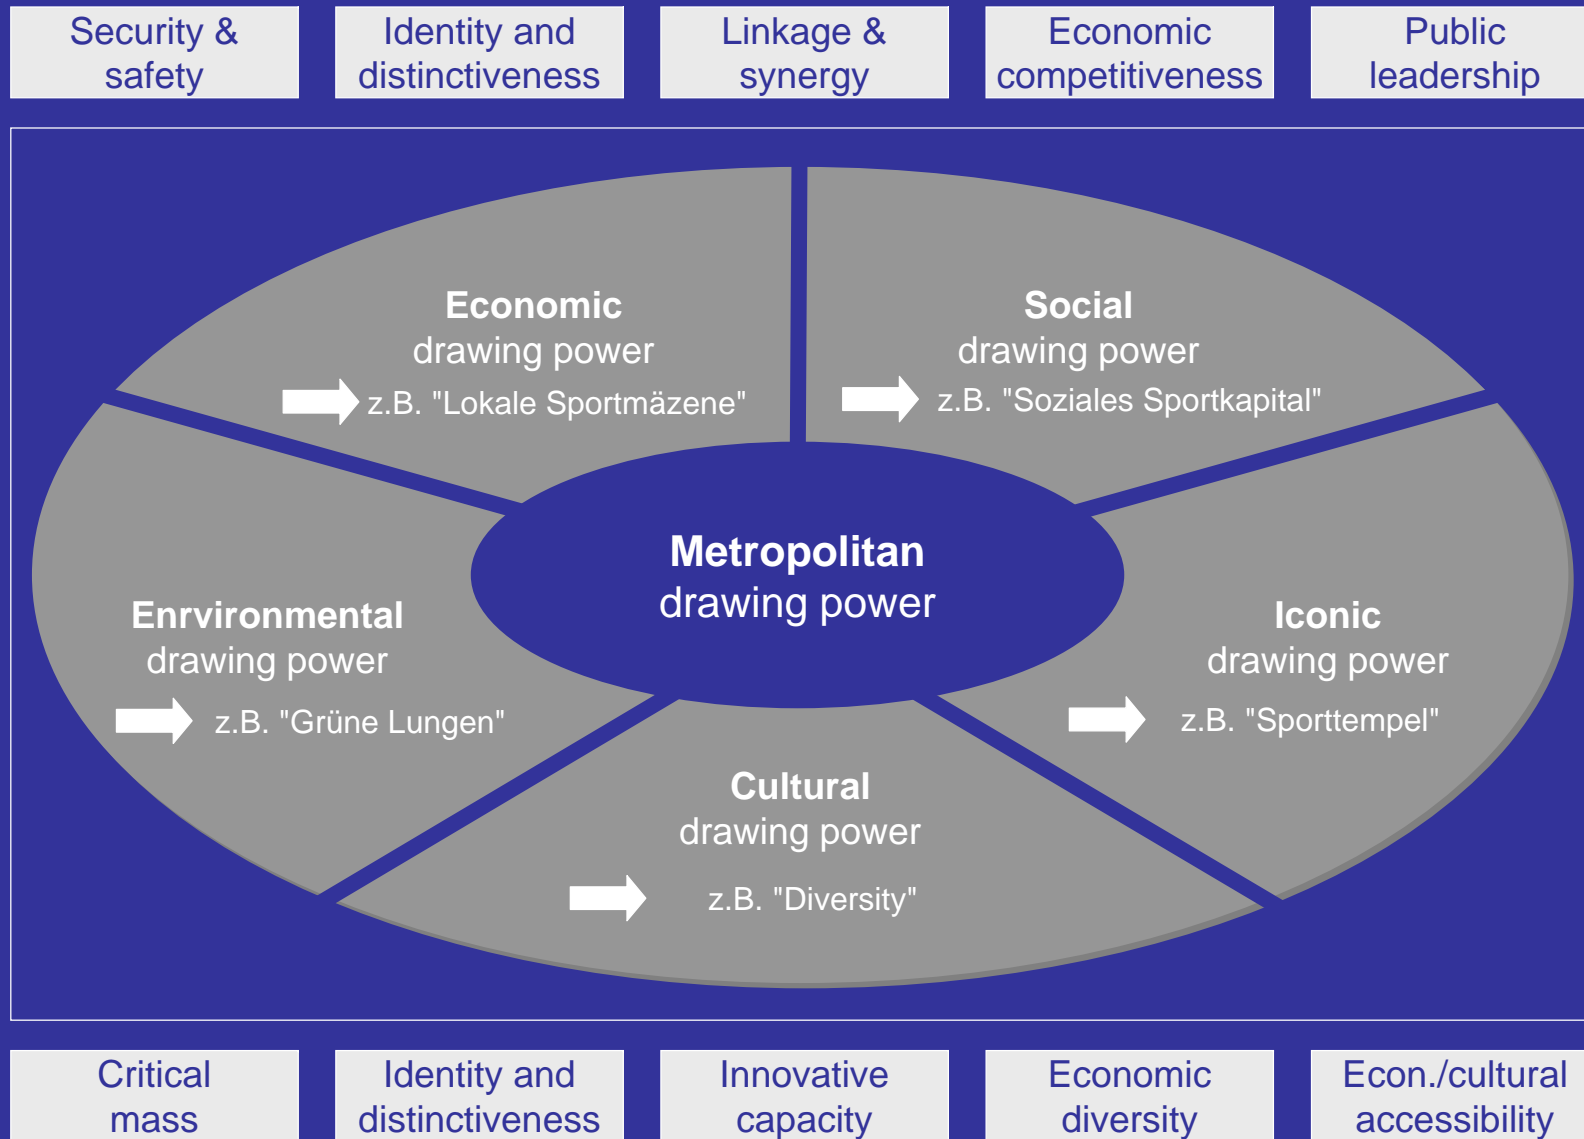 Security &
safety
Identity and
distinctiveness
Linkage &
synergy
Economic
competitiveness
Public
leadership
Economic
drawing power
z.B. "Lokale Sportmäzene"
Social
drawing power
z.B. "Soziales Sportkapital"
Metropolitan
drawing power
Enrvironmental
drawing power
z.B. "Grüne Lungen"
Iconic
drawing power
z.B. "Sporttempel"
Cultural
drawing power
z.B. "Diversity"
Critical
mass
Identity and
distinctiveness
Innovative
capacity
Economic
diversity
Econ./cultural
accessibility